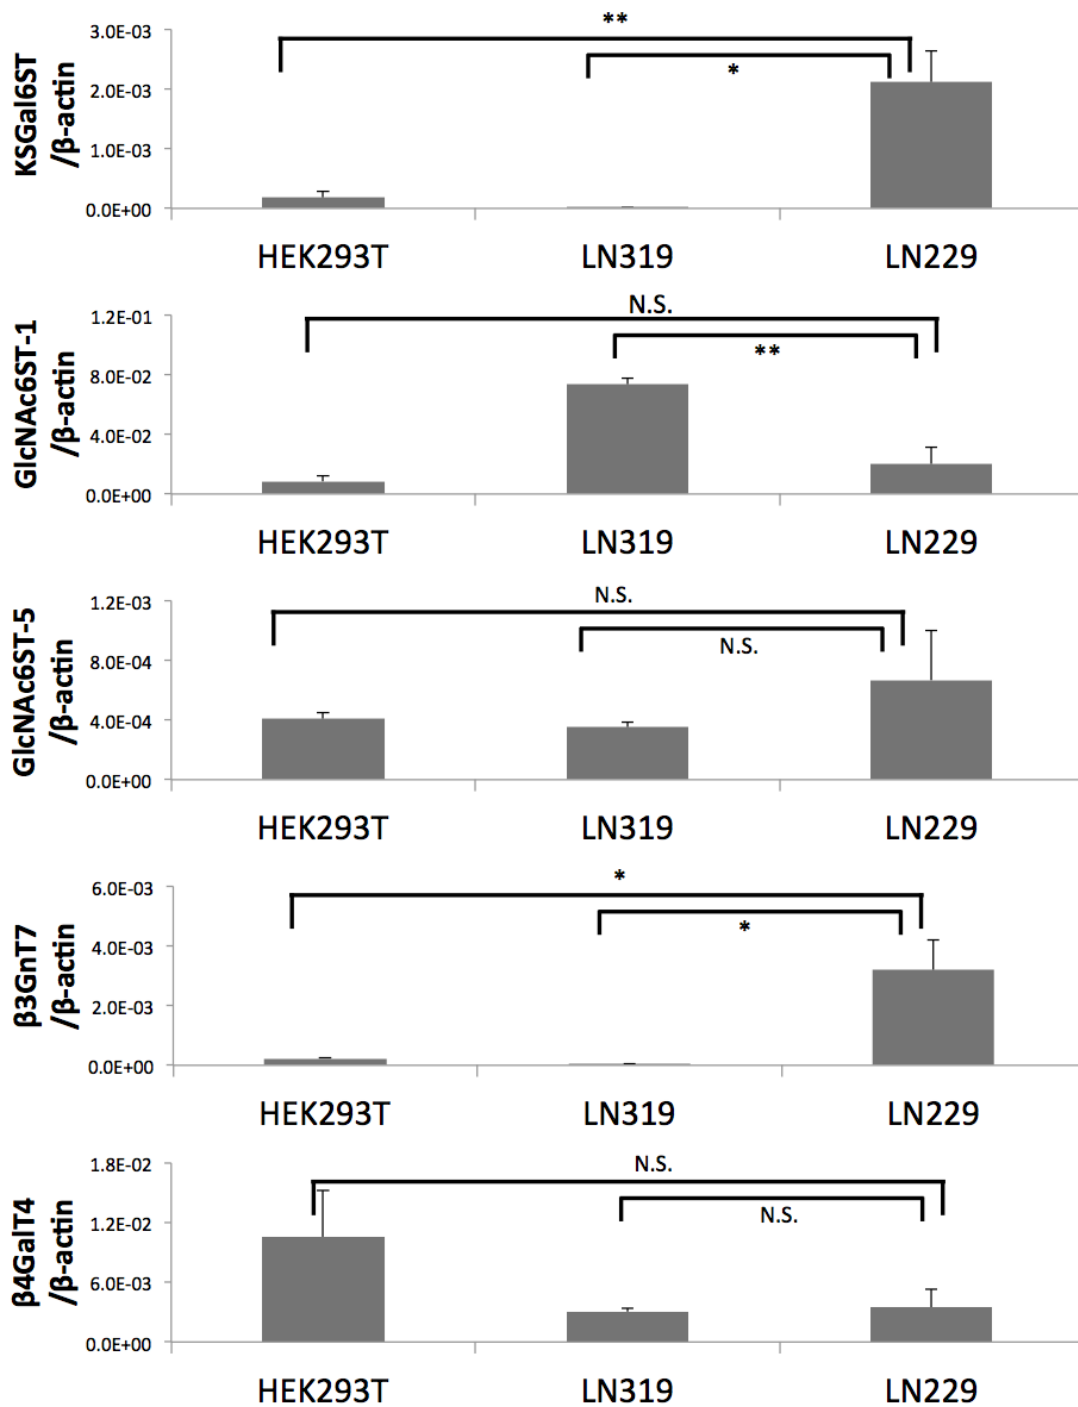 KSGal6ST
/β-actin
3.0E-03
2.0E-03
1.0E-03
0.0E+00
**
*
HEK293T LN319 LN229
GlcNAc6ST-1
/β-actin
1.2E-01
8.0E-02
4.0E-02
0.0E+00
N.S.
**
HEK293T LN319 LN229
GlcNAc6ST-5
/β-actin
1.2E-03
8.0E-04
4.0E-04
0.0E+00
N.S.
N.S.
HEK293T LN319 LN229
β3GnT7
/β-actin
6.0E-03
4.0E-03
2.0E-03
0.0E+00
*
*
HEK293T LN319 LN229
β4GalT4
/β-actin
1.8E-02
1.2E-02
6.0E-03
0.0E+00
N.S.
N.S.
HEK293T LN319 LN229